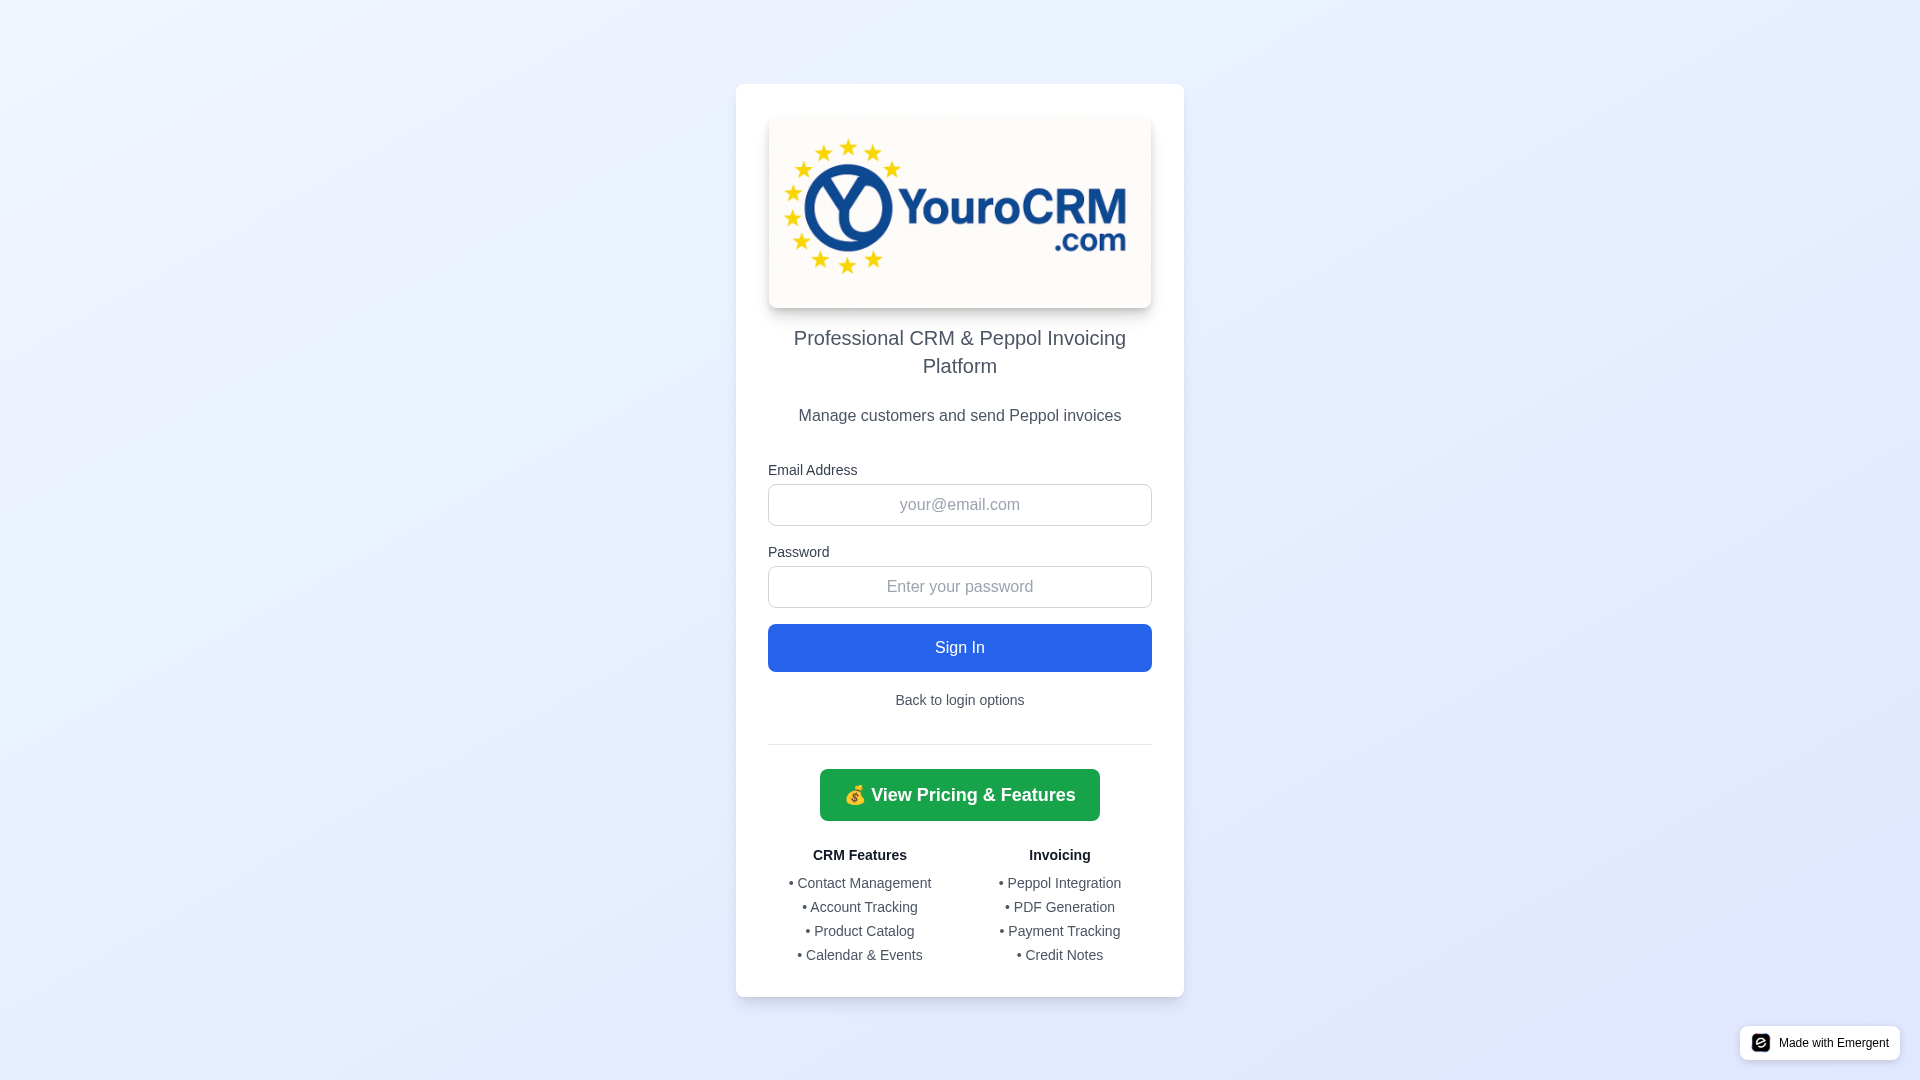 YouroCRM
.com
Professional CRM & Peppol Invoicing
Platform
Manage customers and send Peppol invoices
Email Address
your@email.com
Password
Enter your password
Sign In
Back to login options
💰 View Pricing & Features
CRM Features
• Contact Management
• Account Tracking
• Product Catalog
• Calendar & Events
Invoicing
• Peppol Integration
• PDF Generation
• Payment Tracking
• Credit Notes
Made with Emergent